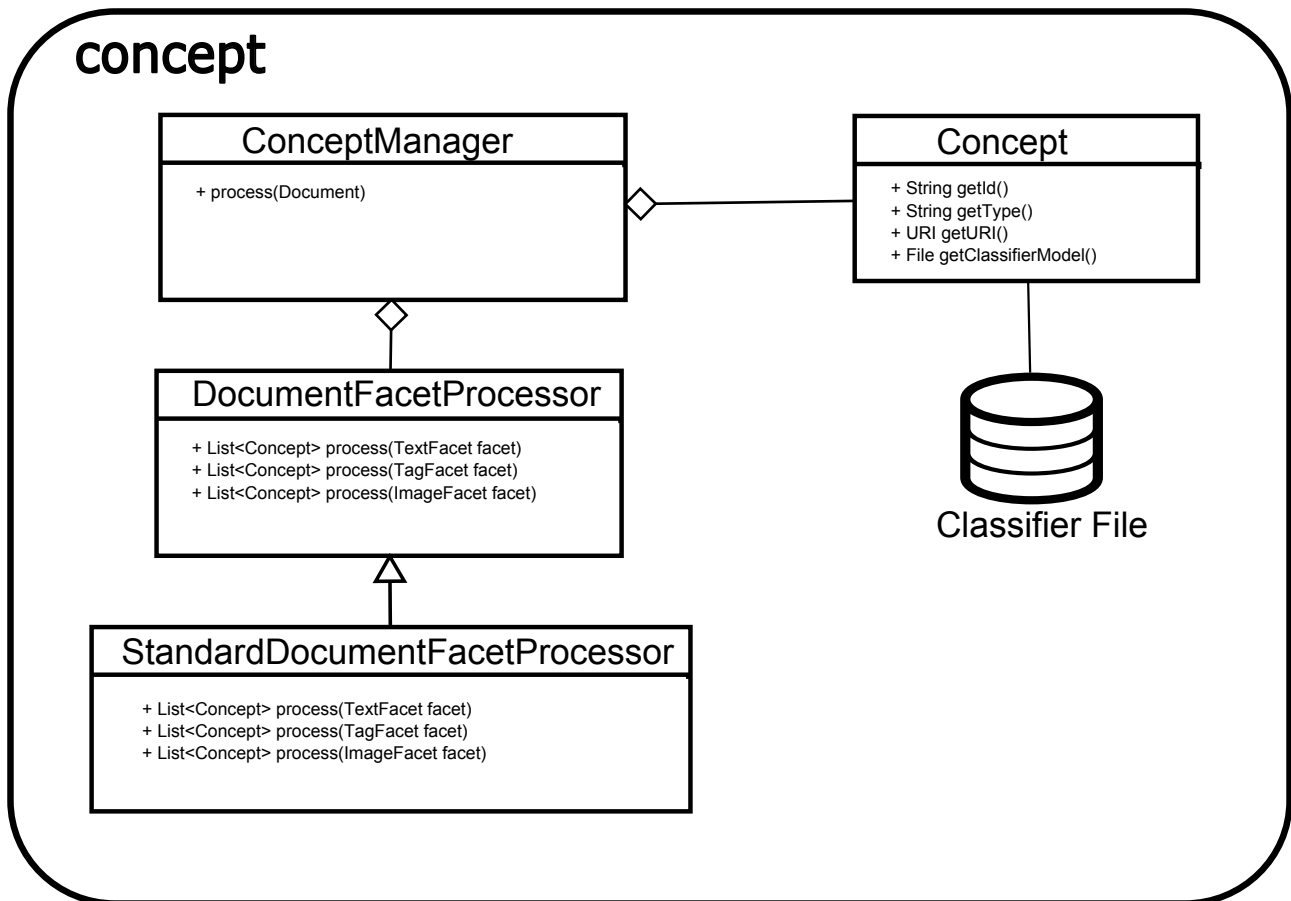 concept
ConceptManager
+ process(Document)
Concept
+ String getId()
+ String getType()
+ URI getURI()
+ File getClassifierModel()
DocumentFacetProcessor
+ List<Concept> process(TextFacet facet)
+ List<Concept> process(TagFacet facet)
+ List<Concept> process(ImageFacet facet)
Classifier File
StandardDocumentFacetProcessor
+ List<Concept> process(TextFacet facet)
+ List<Concept> process(TagFacet facet)
+ List<Concept> process(ImageFacet facet)